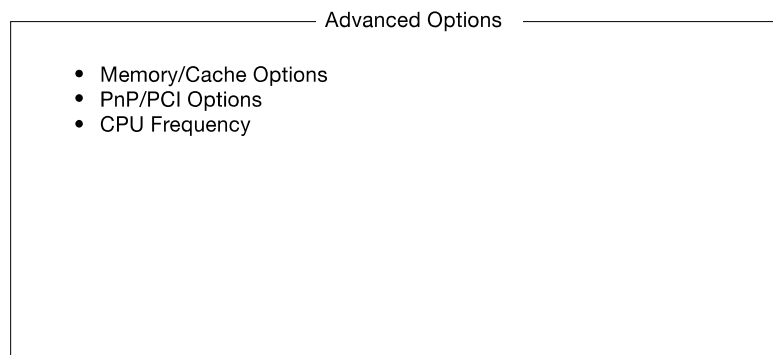 Advanced Options
• Memory/Cache Options
• PnP/PCI Options
• CPU Frequency